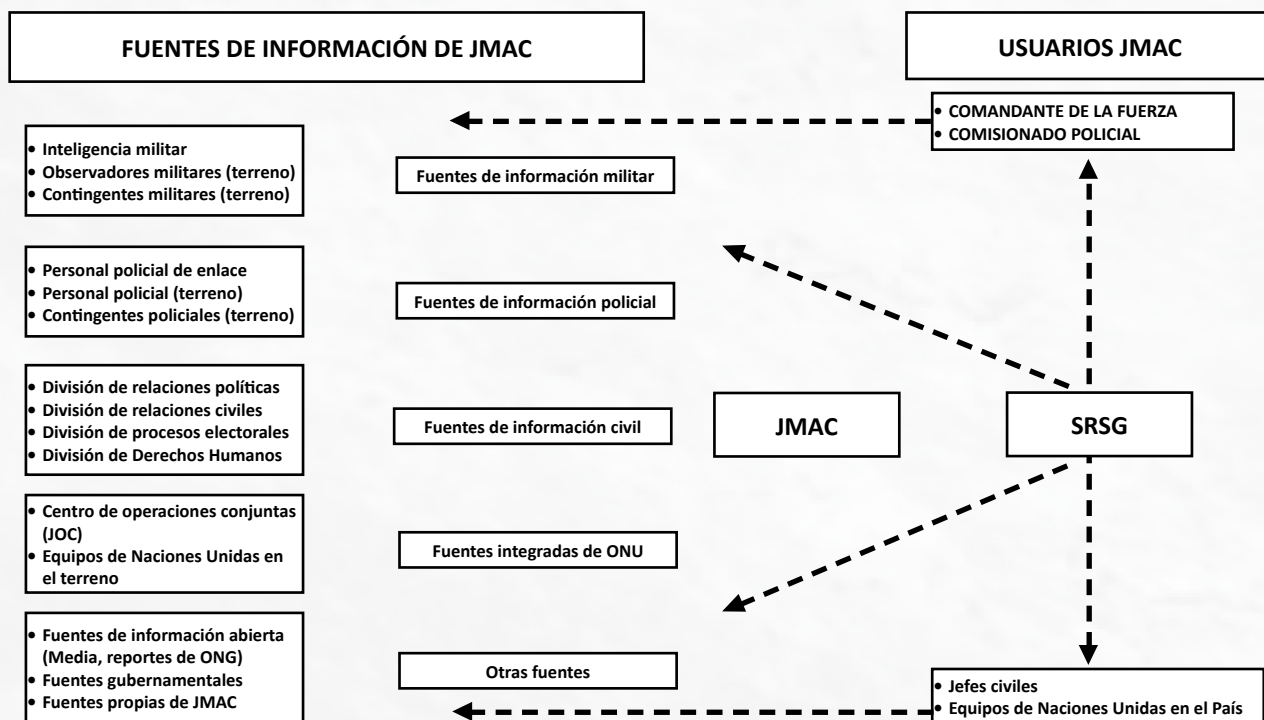 FUENTES DE INFORMACIÓN DE JMAC
USUARIOS JMAC
• COMANDANTE DE LA FUERZA
• COMISIONADO POLICIAL
• Inteligencia militar
• Observadores militares (terreno)
• Contingentes militares (terreno)
Fuentes de información militar
• Personal policial de enlace
• Personal policial (terreno)
• Contingentes policiales (terreno)
Fuentes de información policial
• División de relaciones políticas
• División de relaciones civiles
• División de procesos electorales
• División de Derechos Humanos
Fuentes de información civil
JMAC
SRSG
• Centro de operaciones conjuntas
(JOC)
• Equipos de Naciones Unidas en
el terreno
Fuentes integradas de ONU
• Fuentes de información abierta
(Media, reportes de ONG)
• Fuentes gubernamentales
• Fuentes propias de JMAC
Otras fuentes
• Jefes civiles
• Equipos de Naciones Unidas en el País